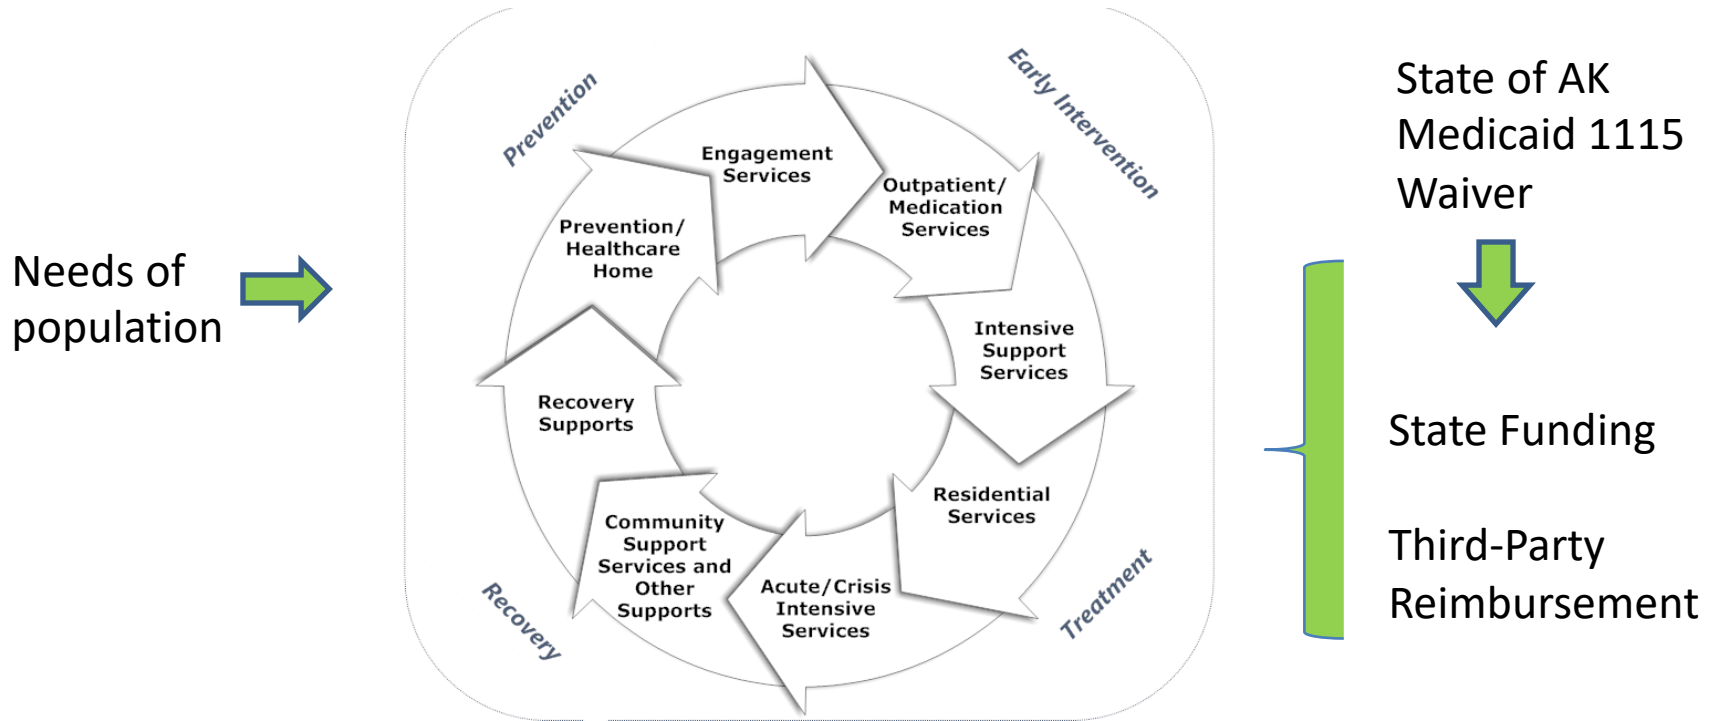 Needs of
population
Prevention
Early Intervention
Treatment
Recovery
Engagement
Services
Outpatient/
Medication
Services
Intensive
Support
Services
Residential
Services
Acute/Crisis
Intensive
Services
Community
Support
Services and
Other
Supports
Recovery
Supports
Prevention/
Healthcare
Home
State of AK
Medicaid 1115
Waiver
State Funding
Third-Party
Reimbursement